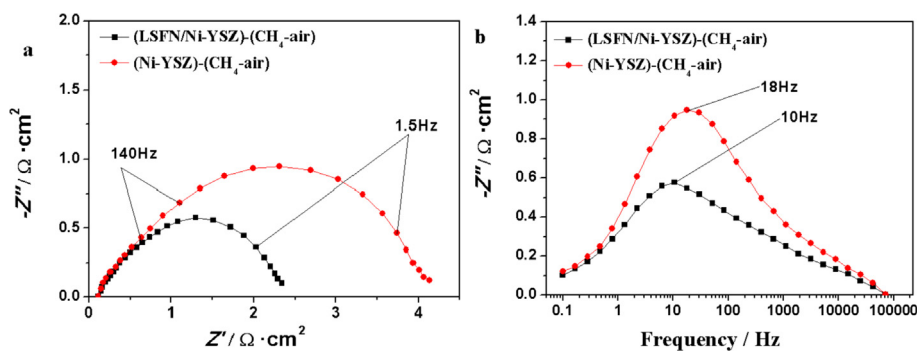 a
(LSFN/Ni-YSZ)-(CH4-air)
(Ni-YSZ)-(CH4-air)
140Hz
1.5Hz
2.0
1.5
1.0
0.5
0.0
0 1 2 3 4
-Z''/ Ω ·cm2
Z'/ Ω ·cm2
b
(LSFN/Ni-YSZ)-(CH4-air)
(Ni-YSZ)-(CH4-air)
18Hz
10Hz
1.4
1.2
1.0
0.8
0.6
0.4
0.2
0.0
0.1 1 10 100 1000 10000 100000
-Z''/ Ω ·cm2
Frequency / Hz